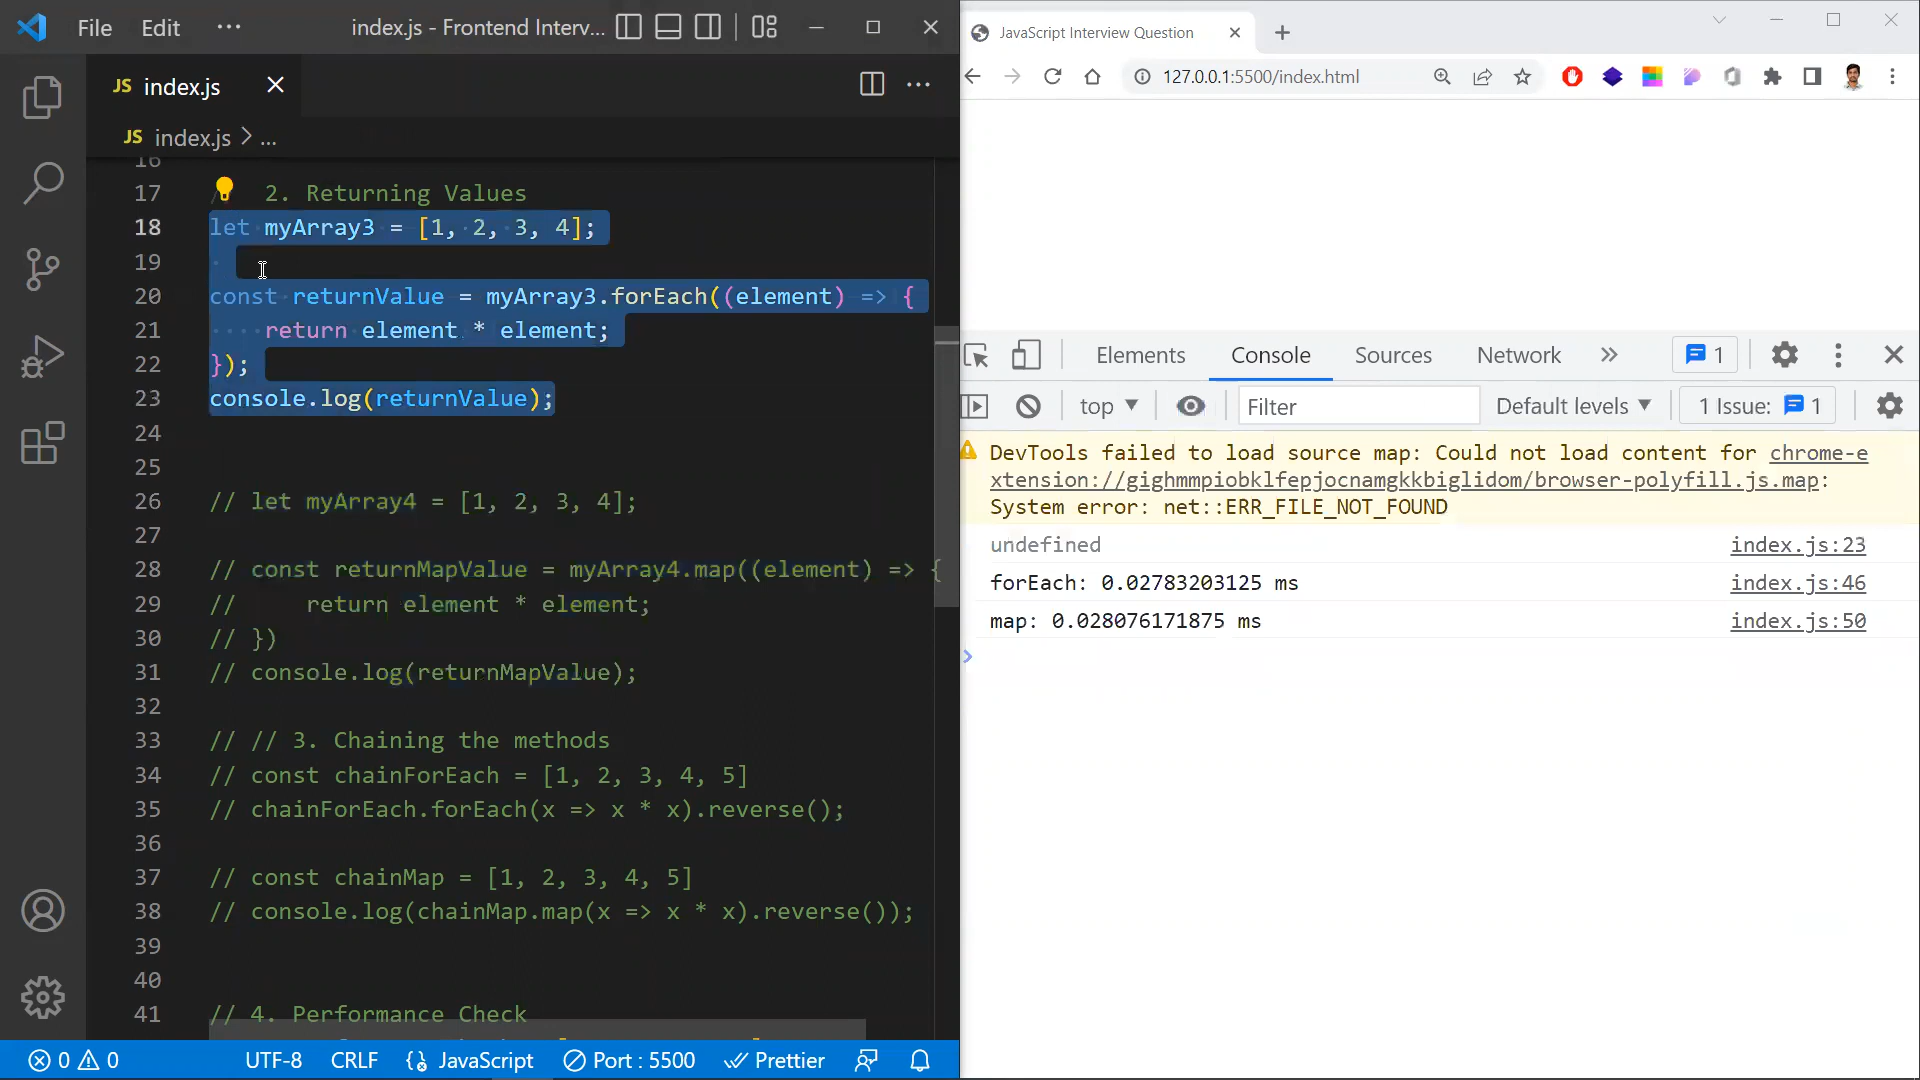 File Edit ··· index.js - Frontend Interv...
JS index.js
JS index.js > ...
16
17 2. Returning Values
18 let myArray3 = [1, 2, 3, 4];
19
20 const returnValue = myArray3.forEach((element) => {
21 return element * element;
22 });
23 console.log(returnValue);
24
25
26 // let myArray4 = [1, 2, 3, 4];
27
28 // const returnMapValue = myArray4.map((element) => {
29 // return element * element;
30 // })
31 // console.log(returnMapValue);
32
33 // // 3. Chaining the methods
34 // const chainForEach = [1, 2, 3, 4, 5]
35 // chainForEach.forEach(x => x * x).reverse();
36
37 // const chainMap = [1, 2, 3, 4, 5]
38 // console.log(chainMap.map(x => x * x).reverse());
39
40
41 // 4. Performance Check
0 0 UTF-8 CRLF {} JavaScript Port : 5500 Prettier
JavaScript Interview Question
127.0.0.1:5500/index.html
Elements Console Sources Network » 1
top Filter Default levels 1 Issue: 1
DevTools failed to load source map: Could not load content for chrome-e
xtension://gighmmpiobklfepjocnamgkkbiglidom/browser-polyfill.js.map:
System error: net::ERR_FILE_NOT_FOUND
undefined index.js:23
forEach: 0.02783203125 ms index.js:46
map: 0.028076171875 ms index.js:50